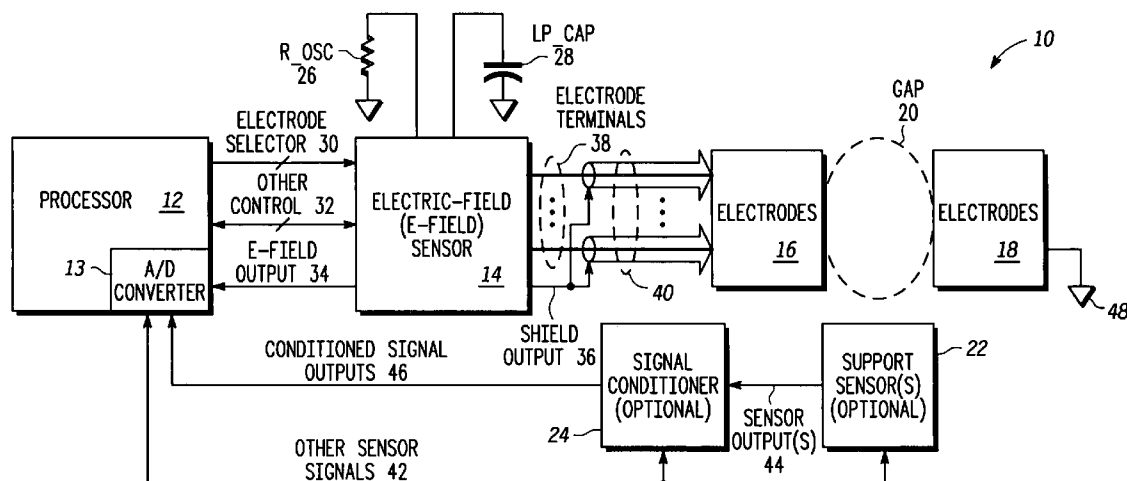 R_OSC
26
LP_CAP
28
10
ELECTRODE
SELECTOR 30
OTHER
CONTROL 32
E-FIELD
OUTPUT 34
ELECTRODE
TERMINALS
38
GAP
20
PROCESSOR 12
13
A/D
CONVERTER
ELECTRIC-FIELD
(E-FIELD)
SENSOR
14
ELECTRODES
16
ELECTRODES
18
40
48
SHIELD
OUTPUT 36
CONDITIONED SIGNAL
OUTPUTS 46
SIGNAL
CONDITIONER
(OPTIONAL)
24
SENSOR
OUTPUT(S)
44
SUPPORT
SENSOR(S)
(OPTIONAL)
22
OTHER SENSOR
SIGNALS 42